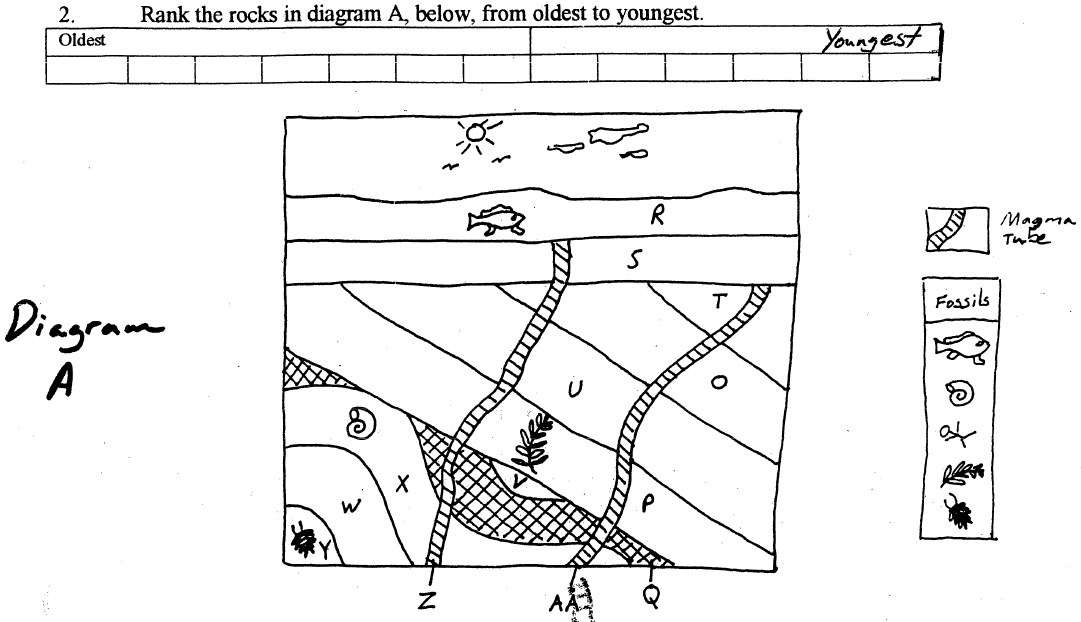 2. Rank the rocks in diagram A, below, from oldest to youngest.
Oldest Youngest
Diagram
A
R
S
T
O
U
P
V
X
W
Y
Z
AA
Q
Magma
Tube
Fossils